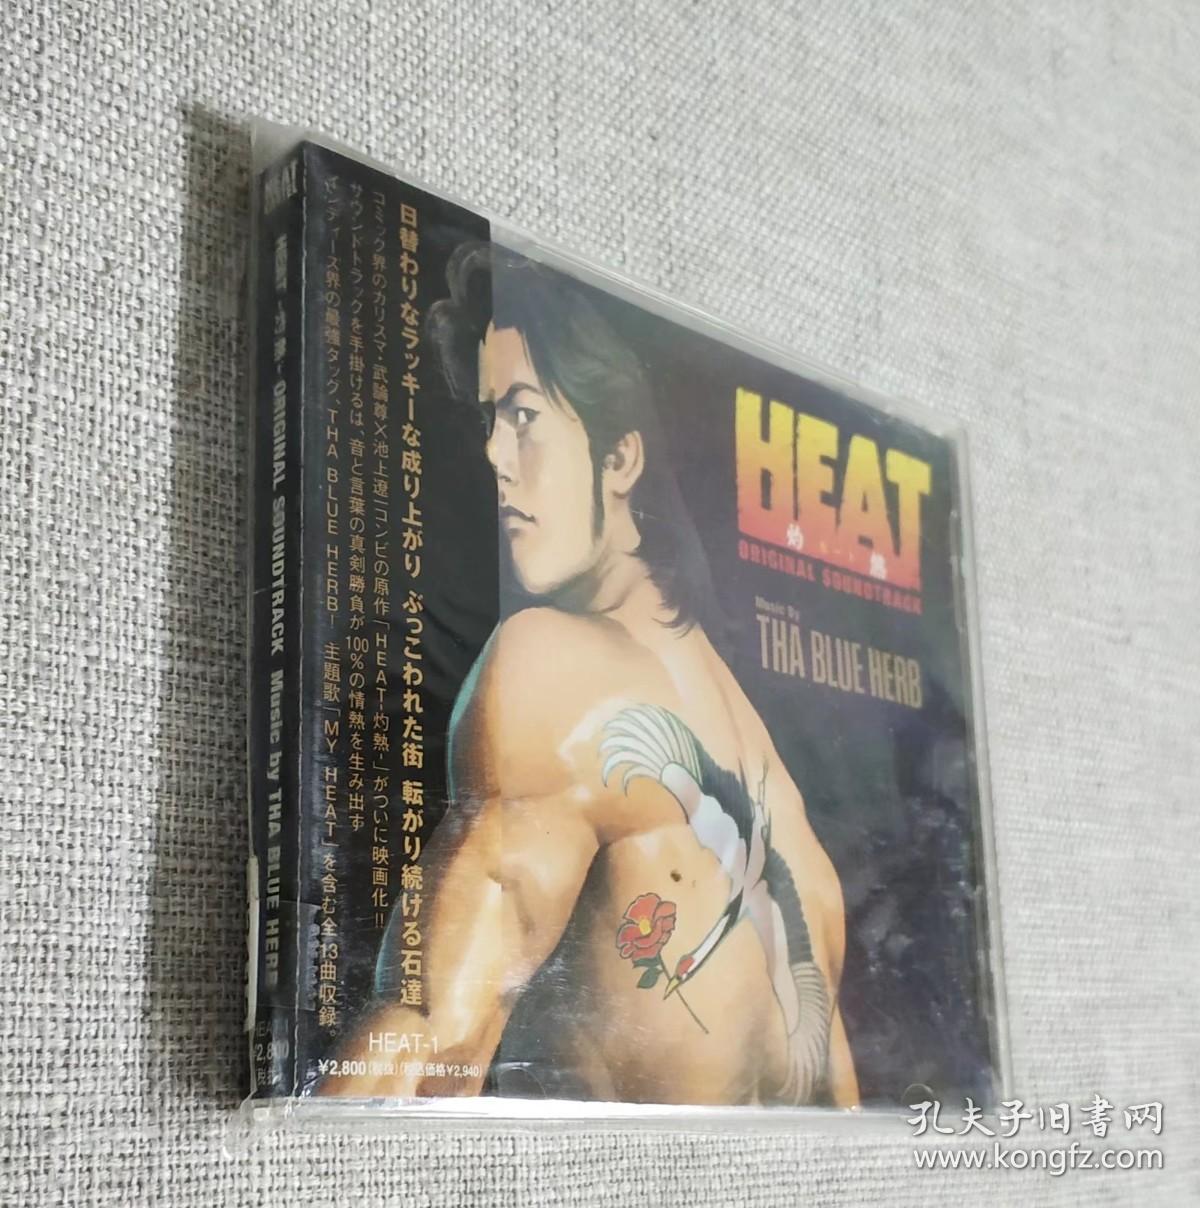 HEAT -灼熱- ORIGINAL SOUNDTRACK Music by THA BLUE HERB
HEAT-1
¥2,800
日替わりなラッキーな成り上がり ぶっこわれた街 転がり続ける石達
コミック界のカリスマ・武論尊×池上遼一コンビの原作「HEAT-灼熱-」がついに映画化!!
サウンドトラックを手掛けるは、音と言葉の真剣勝負が100%の情熱を生み出す
インディーズ界の最強タッグ、THA BLUE HERB! 主題歌「MY HEAT」を含む全13曲収録。
HEAT-1
¥2,800(税抜)(税込価格¥2,940)
HEAT
灼 ヒート 熱
ORIGINAL SOUNDTRACK
Music By
THA BLUE HERB
孔夫子旧书网
www.kongfz.com